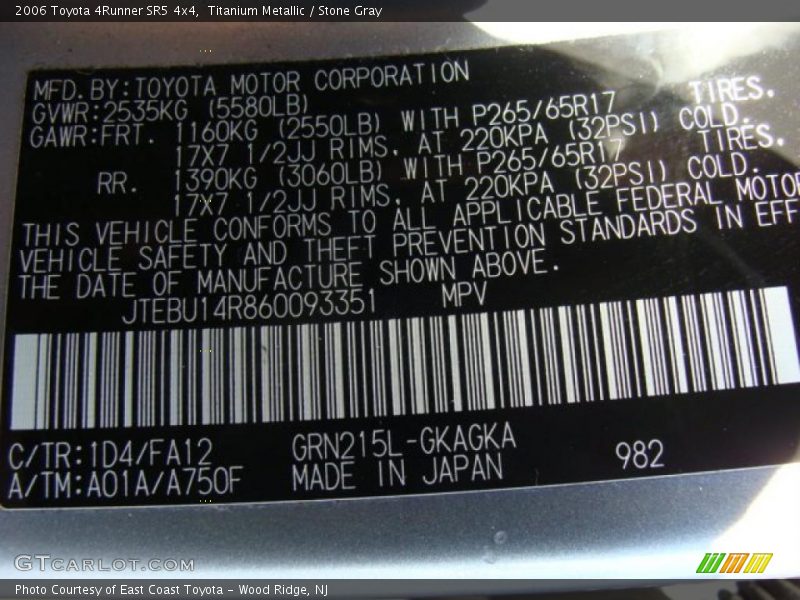 2006 Toyota 4Runner SR5 4x4,  Titanium Metallic / Stone Gray
MFD. BY: TOYOTA MOTOR CORPORATION
GVWR: 2535KG (5580LB)
GAWR: FRT. 1160KG (2550LB) WITH P265/65R17 TIRES,
17X7 1/2JJ RIMS, AT 220KPA (32PSI) COLD.
RR. 1390KG (3060LB) WITH P265/65R17 TIRES,
17X7 1/2JJ RIMS, AT 220KPA (32PSI) COLD.
THIS VEHICLE CONFORMS TO ALL APPLICABLE FEDERAL MOTOR
VEHICLE SAFETY AND THEFT PREVENTION STANDARDS IN EFF
THE DATE OF MANUFACTURE SHOWN ABOVE.
JTEBU14R860093351 MPV
C/TR: 1D4/FA12 GRN215L-GKAGKA 982
A/TM: A01A/A750F MADE IN JAPAN
GTCARLOT.COM
Photo Courtesy of East Coast Toyota - Wood Ridge, NJ